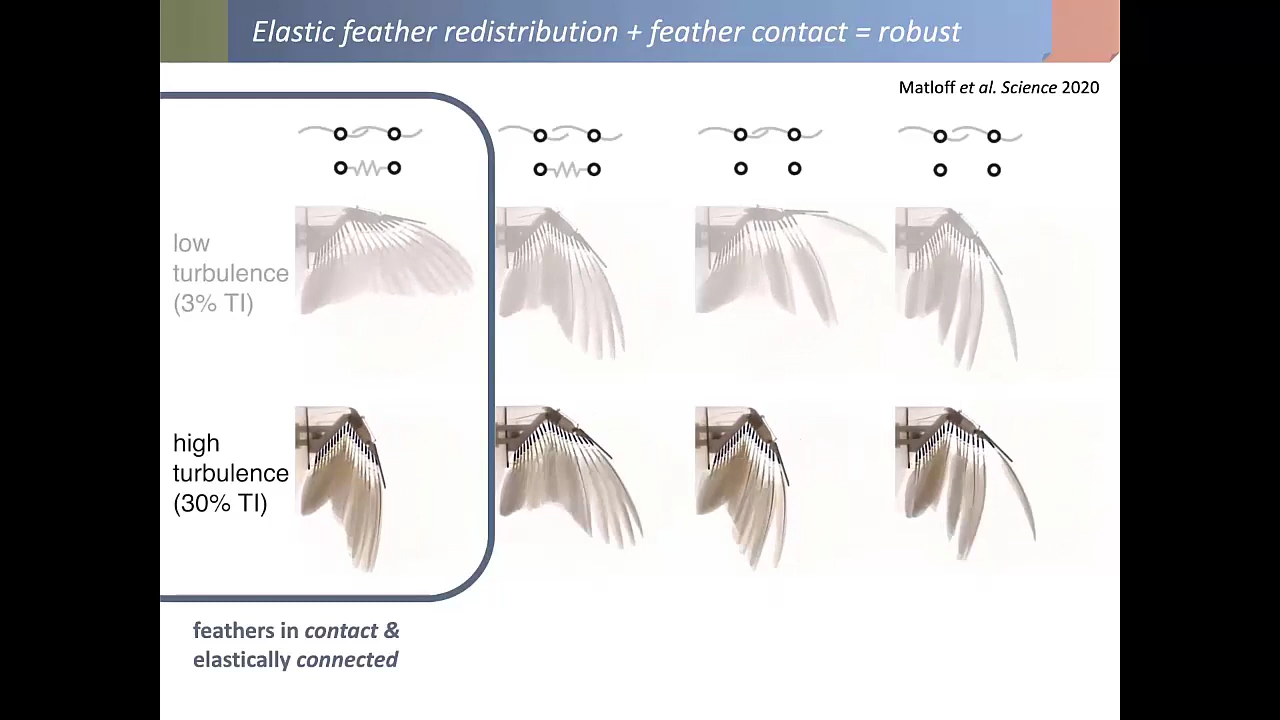 Elastic feather redistribution + feather contact = robust
Matloff et al. Science 2020
low
turbulence
(3% TI)
high
turbulence
(30% TI)
feathers in contact &
elastically connected